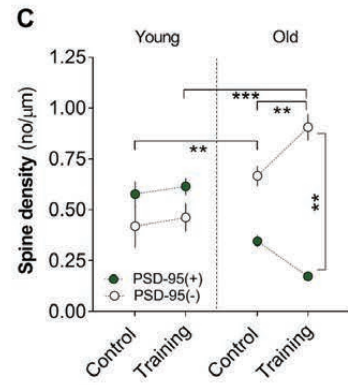 C
Young Old
Spine density (no/μm)
1.25
1.00
0.75
0.50
0.25
0.00
***
**
**
**
PSD-95(+)
PSD-95(-)
Control Training Control Training